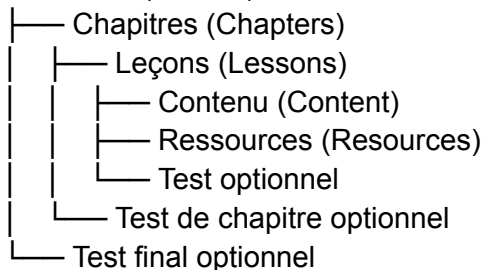 ├── Chapitres (Chapters)
│ ├── Leçons (Lessons)
│ │ ├── Contenu (Content)
│ │ ├── Ressources (Resources)
│ │ └── Test optionnel
│ └── Test de chapitre optionnel
└── Test final optionnel